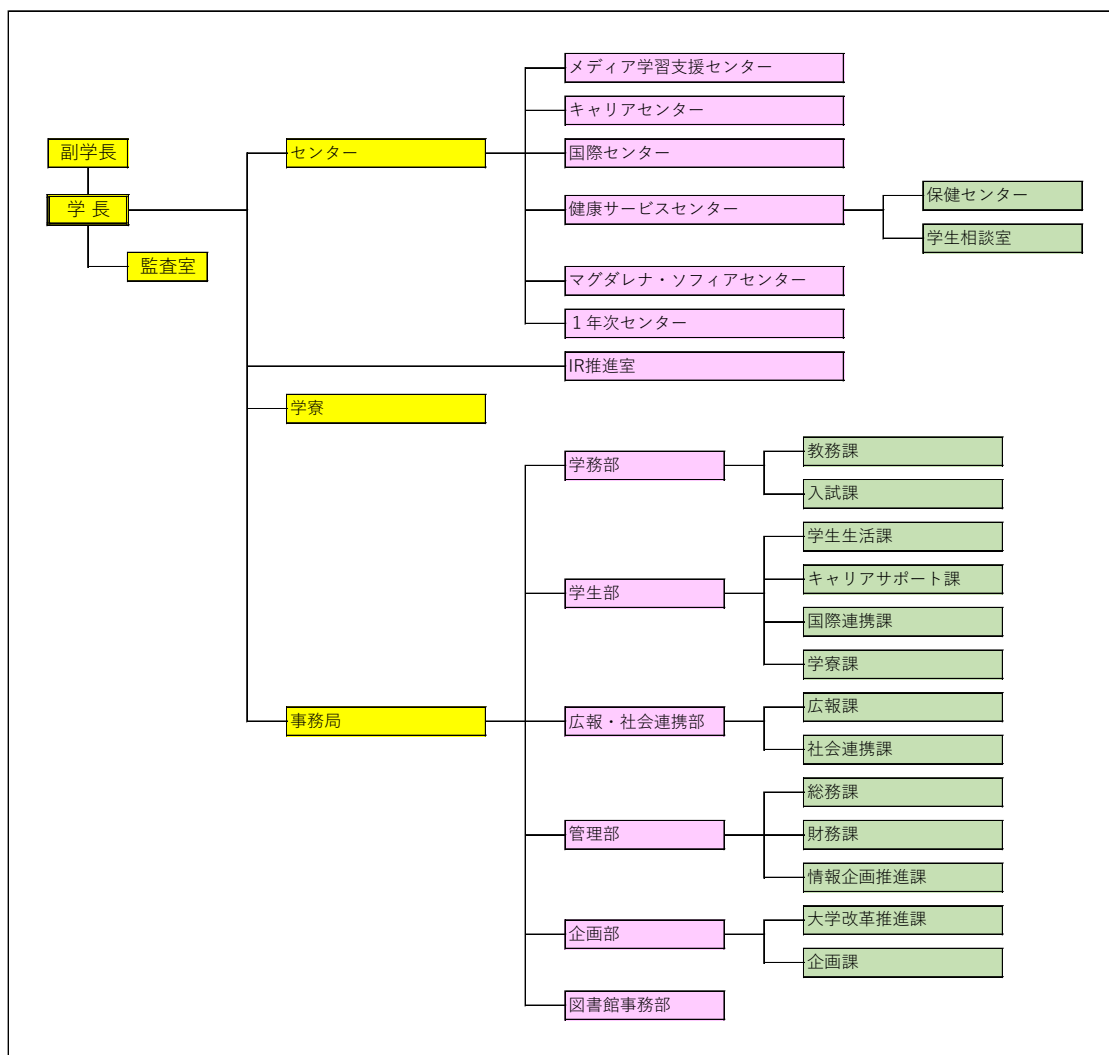 メディア学習支援センター
キャリアセンター
副学長
センター
国際センター
保健センター
学 長
健康サービスセンター
学生相談室
監査室
マグダレナ・ソフィアセンター
１年次センター
IR推進室
学寮
教務課
学務部
入試課
学生生活課
学生部
キャリアサポート課
国際連携課
学寮課
広報課
事務局
広報・社会連携部
社会連携課
総務課
管理部
財務課
情報企画推進課
大学改革推進課
企画部
企画課
図書館事務部